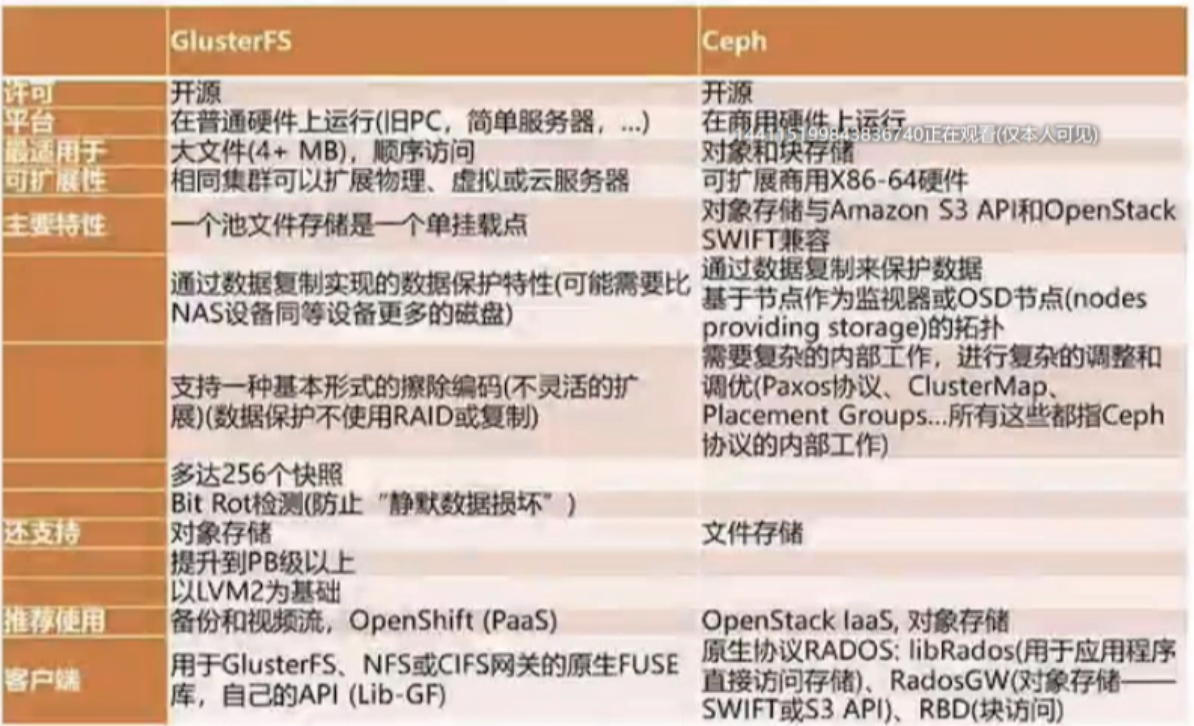 GlusterFS Ceph
许可 开源 开源
平台 在普通硬件上运行(旧PC，简单服务器，...) 在商用硬件上运行
144115199843836740正在观看(仅本人可见)
最适用于 大文件(4+ MB)，顺序访问 对象和块存储
可扩展性 相同集群可以扩展物理、虚拟或云服务器 可扩展商用X86-64硬件
主要特性 一个池文件存储是一个单挂载点
对象存储与Amazon S3 API和OpenStack
SWIFT兼容
通过数据复制实现的数据保护特性(可能需要比
NAS设备同等设备更多的磁盘)
通过数据复制来保护数据
基于节点作为监视器或OSD节点(nodes
providing storage)的拓扑
支持一种基本形式的擦除编码(不灵活的扩
展)(数据保护不使用RAID或复制)
需要复杂的内部工作，进行复杂的调整和
调优(Paxos协议、ClusterMap、
Placement Groups...所有这些都指Ceph
协议的内部工作)
多达256个快照
Bit Rot检测(防止“静默数据损坏”)
还支持 对象存储 文件存储
提升到PB级以上
以LVM2为基础
推荐使用 备份和视频流，OpenShift (PaaS) OpenStack IaaS, 对象存储
客户端
用于GlusterFS、NFS或CIFS网关的原生FUSE
库，自己的API (Lib-GF)
原生协议RADOS: libRados(用于应用程序
直接访问存储)、RadosGW(对象存储——
SWIFT或S3 API)、RBD(块访问)